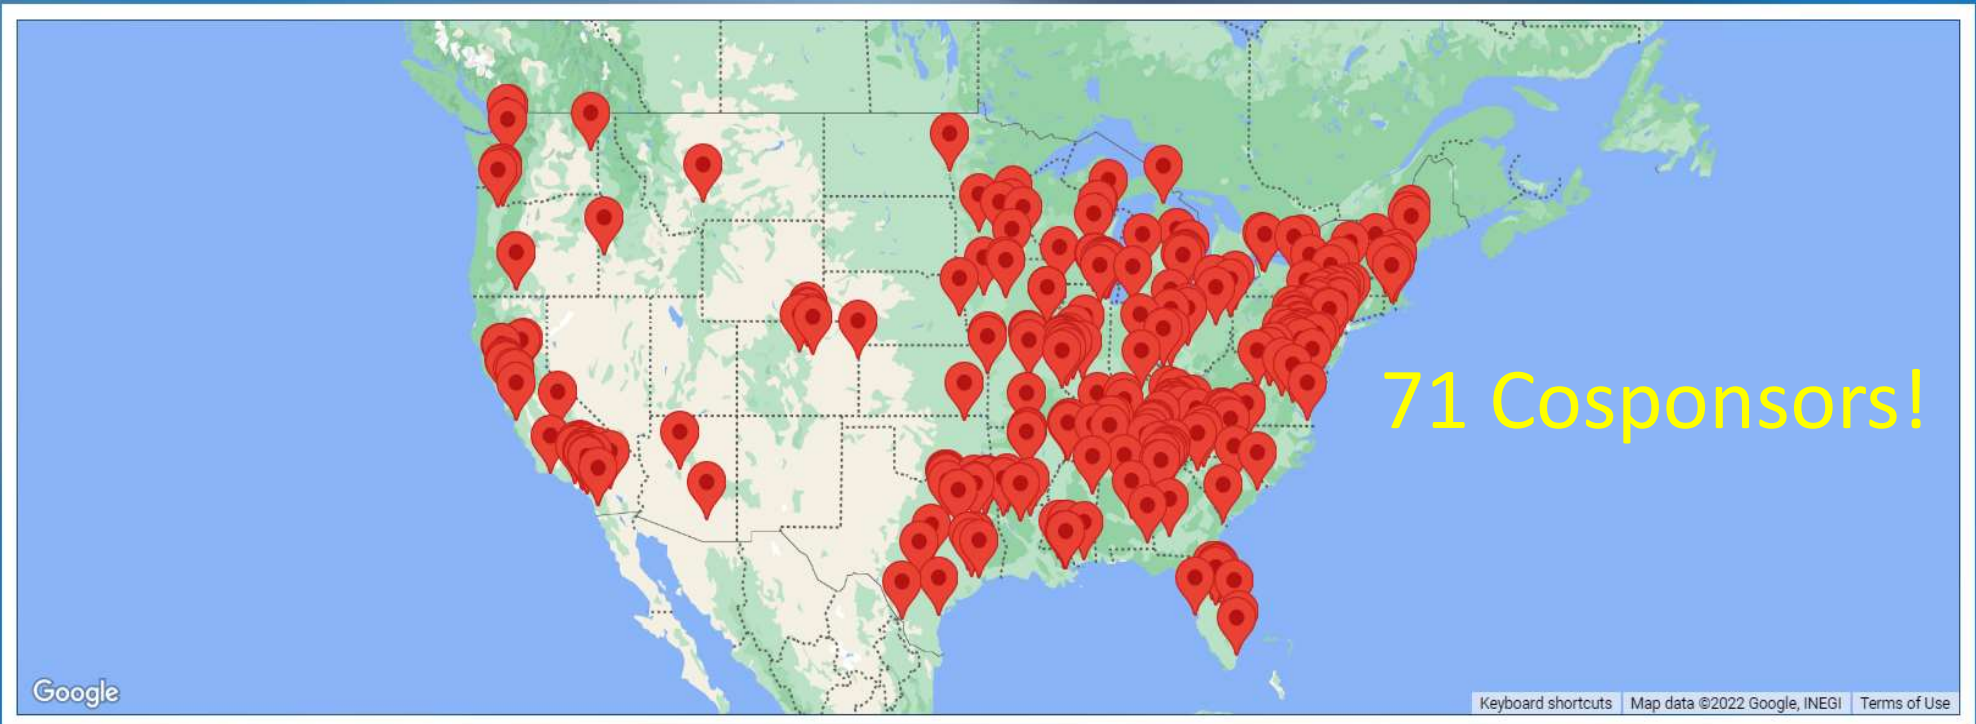 71 Cosponsors!
Google
Keyboard shortcuts
Map data ©2022 Google, INEGI
Terms of Use